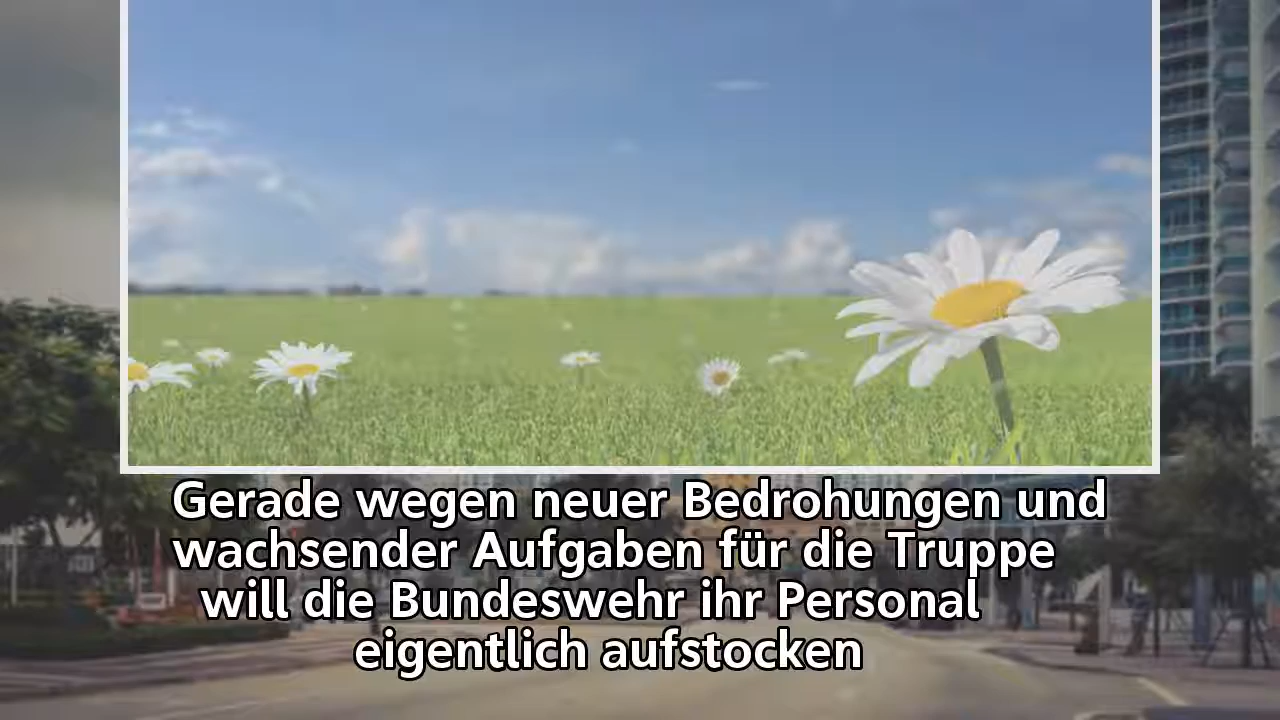 Gerade wegen neuer Bedrohungen und
wachsender Aufgaben für die Truppe
will die Bundeswehr ihr Personal
eigentlich aufstocken